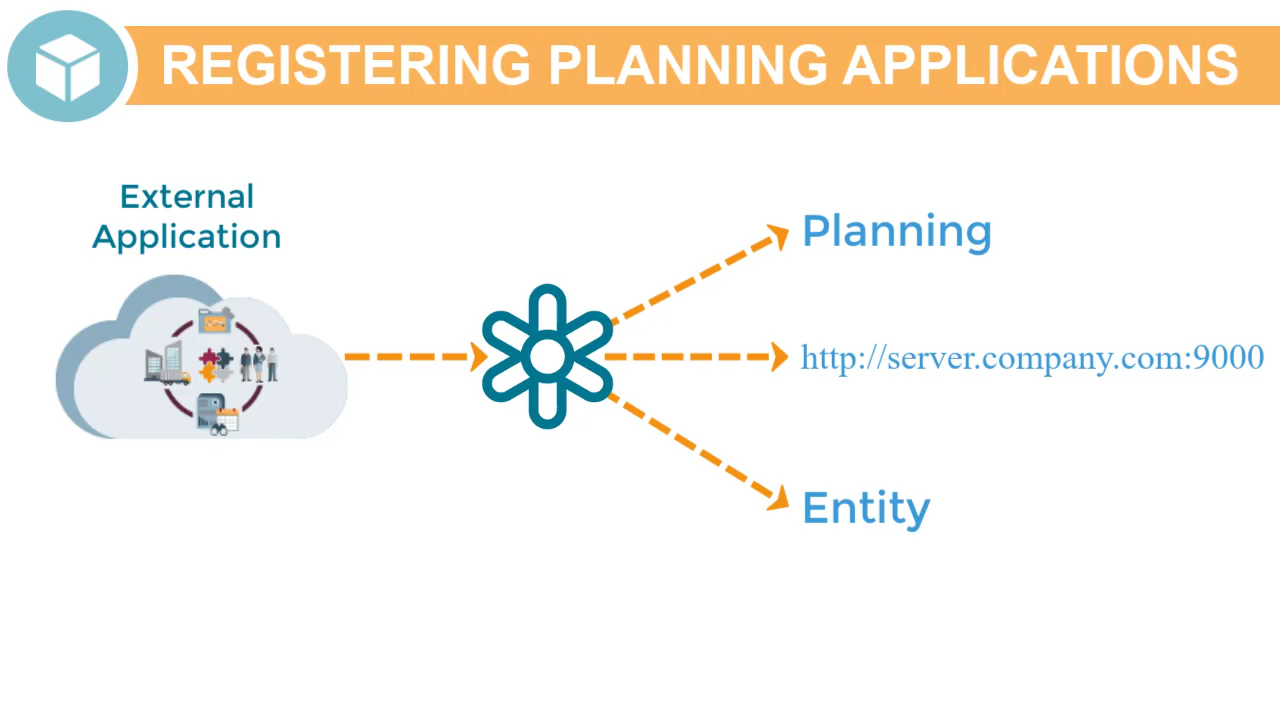 REGISTERING PLANNING APPLICATIONS
External
Application
Planning
http://server.company.com:9000
Entity